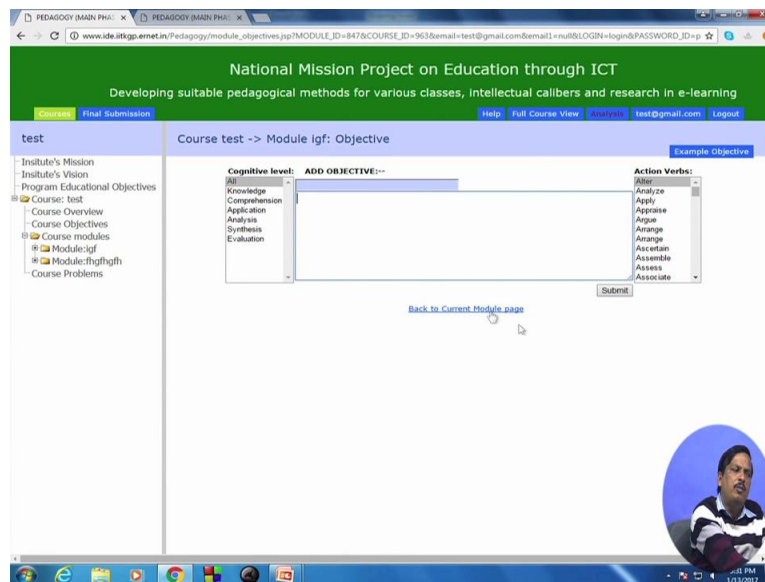 PEDAGOGY (MAIN PHAS
PEDAGOGY (MAIN PHAS
www.ide.iitkgp.ernet.in/Pedagogy/module_objectives.jsp?MODULE_ID=847&COURSE_ID=963&email=test@gmail.com&email1=null&LOGIN=login&PASSWORD_ID=p
National Mission Project on Education through ICT
Developing suitable pedagogical methods for various classes, intellectual calibers and research in e-learning
Courses Final Submission Help Full Course View Analysis test@gmail.com Logout
test
Course test -> Module igf: Objective
Example Objective
Insitute's Mission
Insitute's Vision
Program Educational Objectives
Course: test
Course Overview
Course Objectives
Course modules
Module:igf
Module:fhgfhgfh
Course Problems
Cognitive level:
All
Knowledge
Comprehension
Application
Analysis
Synthesis
Evaluation
ADD OBJECTIVE:--
Action Verbs:
Alter
Analyze
Apply
Appraise
Argue
Arrange
Arrange
Ascertain
Assemble
Assess
Associate
Submit
Back to Current Module page
PM
1/13/2017